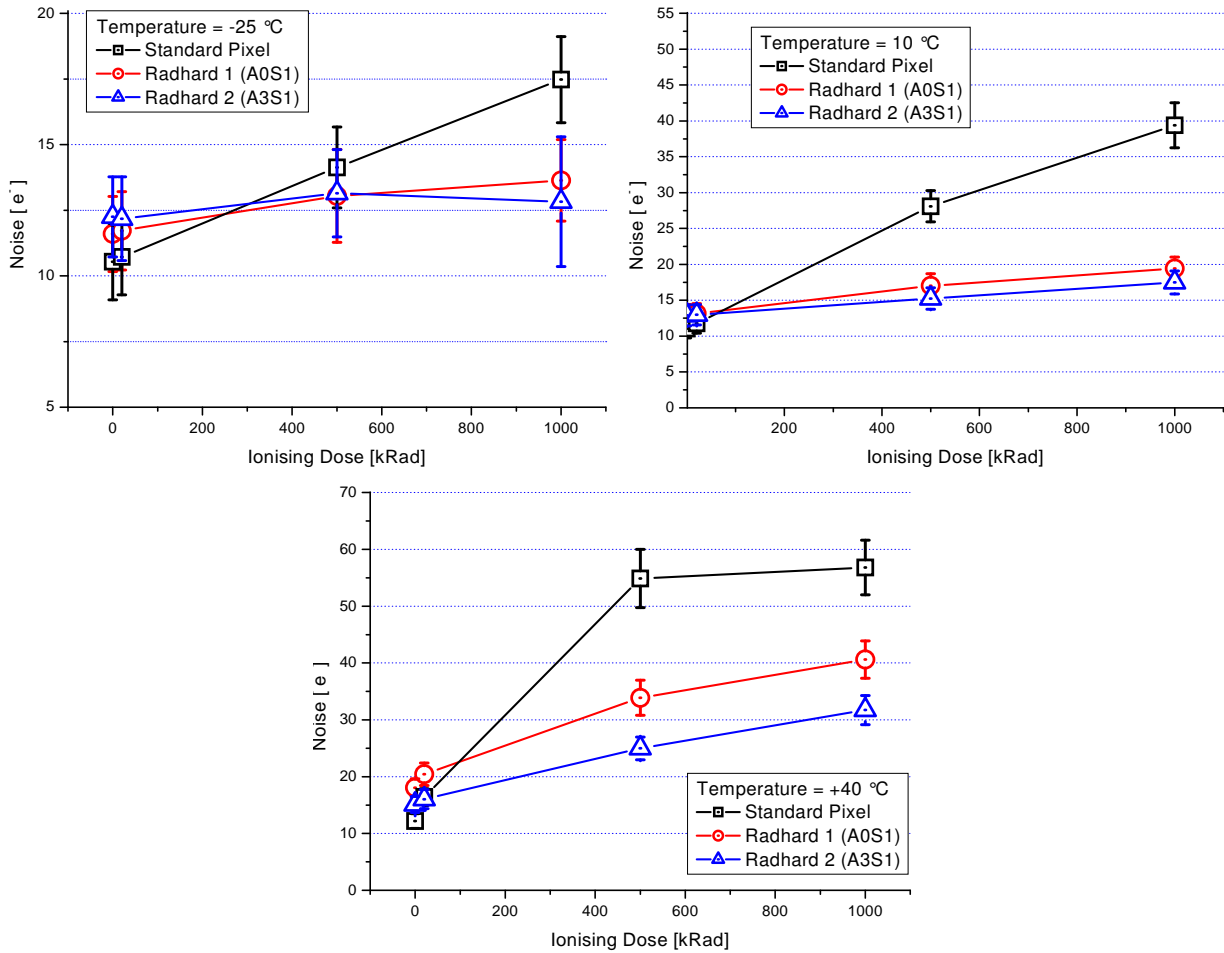 Temperature = -25 °C
Standard Pixel
Radhard 1 (A0S1)
Radhard 2 (A3S1)
20
15
10
5
Noise [ e⁻ ]
0 200 400 600 800 1000
Ionising Dose [kRad]
Temperature = 10 °C
Standard Pixel
Radhard 1 (A0S1)
Radhard 2 (A3S1)
55
50
45
40
35
30
25
20
15
10
5
0
Noise [ e⁻ ]
200 400 600 800 1000
Ionising Dose [kRad]
70
60
50
40
30
20
10
0
Noise [ e ]
Temperature = +40 °C
Standard Pixel
Radhard 1 (A0S1)
Radhard 2 (A3S1)
0 200 400 600 800 1000
Ionising Dose [kRad]